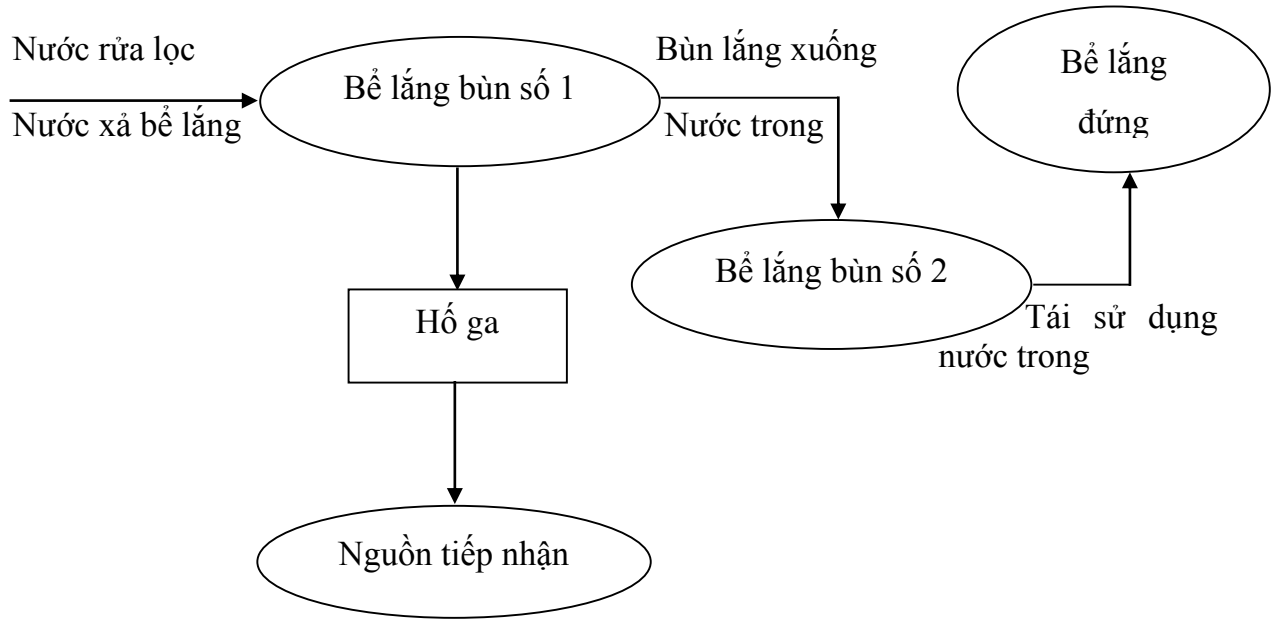 Nước rửa lọc
Nước xả bể lắng
Bể lắng bùn số 1
Bùn lắng xuống
Nước trong
Bể lắng
đứng
Bể lắng bùn số 2
Tái sử dụng
nước trong
Hố ga
Nguồn tiếp nhận